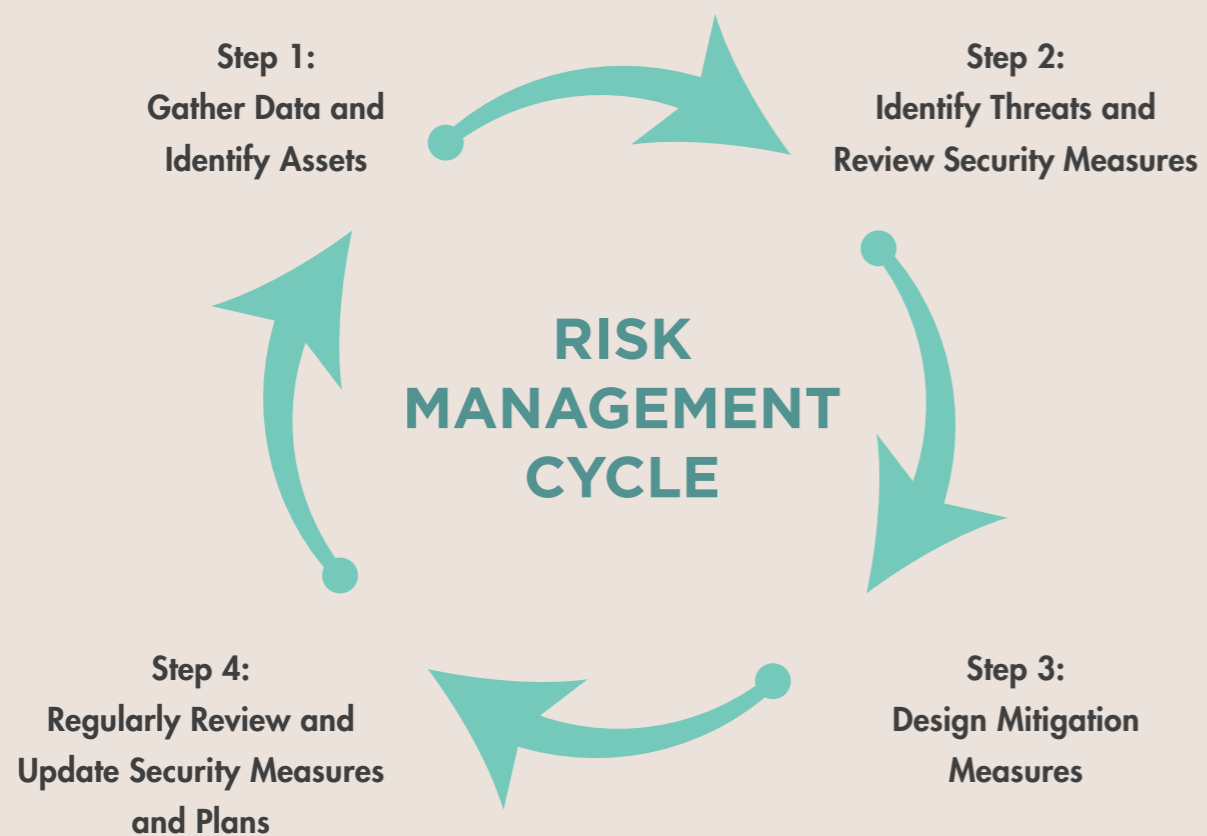 Step 1:
Gather Data and
Identify Assets
Step 2:
Identify Threats and
Review Security Measures
RISK
MANAGEMENT
CYCLE
Step 3:
Design Mitigation
Measures
Step 4:
Regularly Review and
Update Security Measures
and Plans